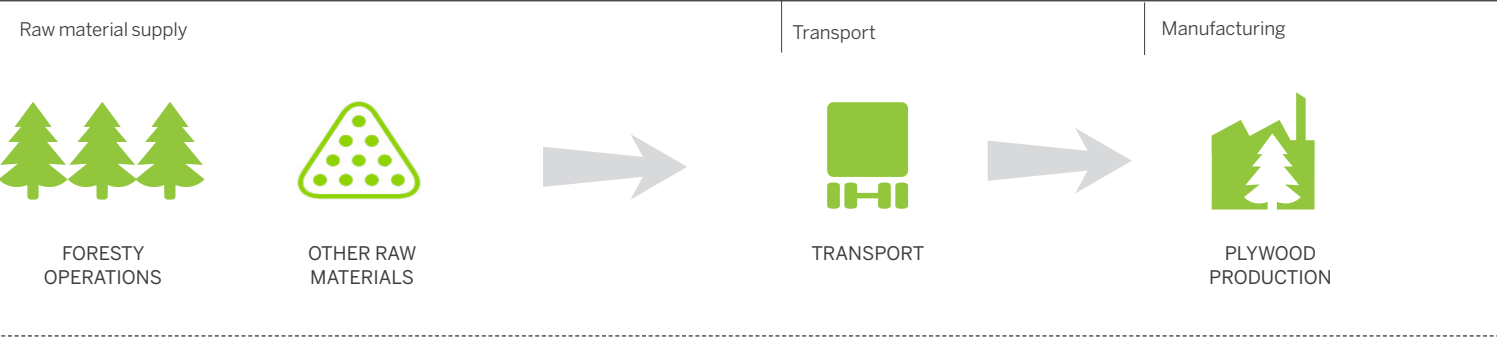 Raw material supply
Transport
Manufacturing
FORESTY
OPERATIONS
OTHER RAW
MATERIALS
TRANSPORT
PLYWOOD
PRODUCTION